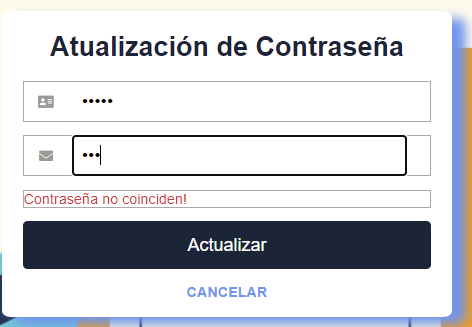 Atualización de Contraseña
•••••
•••
Contraseña no coinciden!
Actualizar
CANCELAR